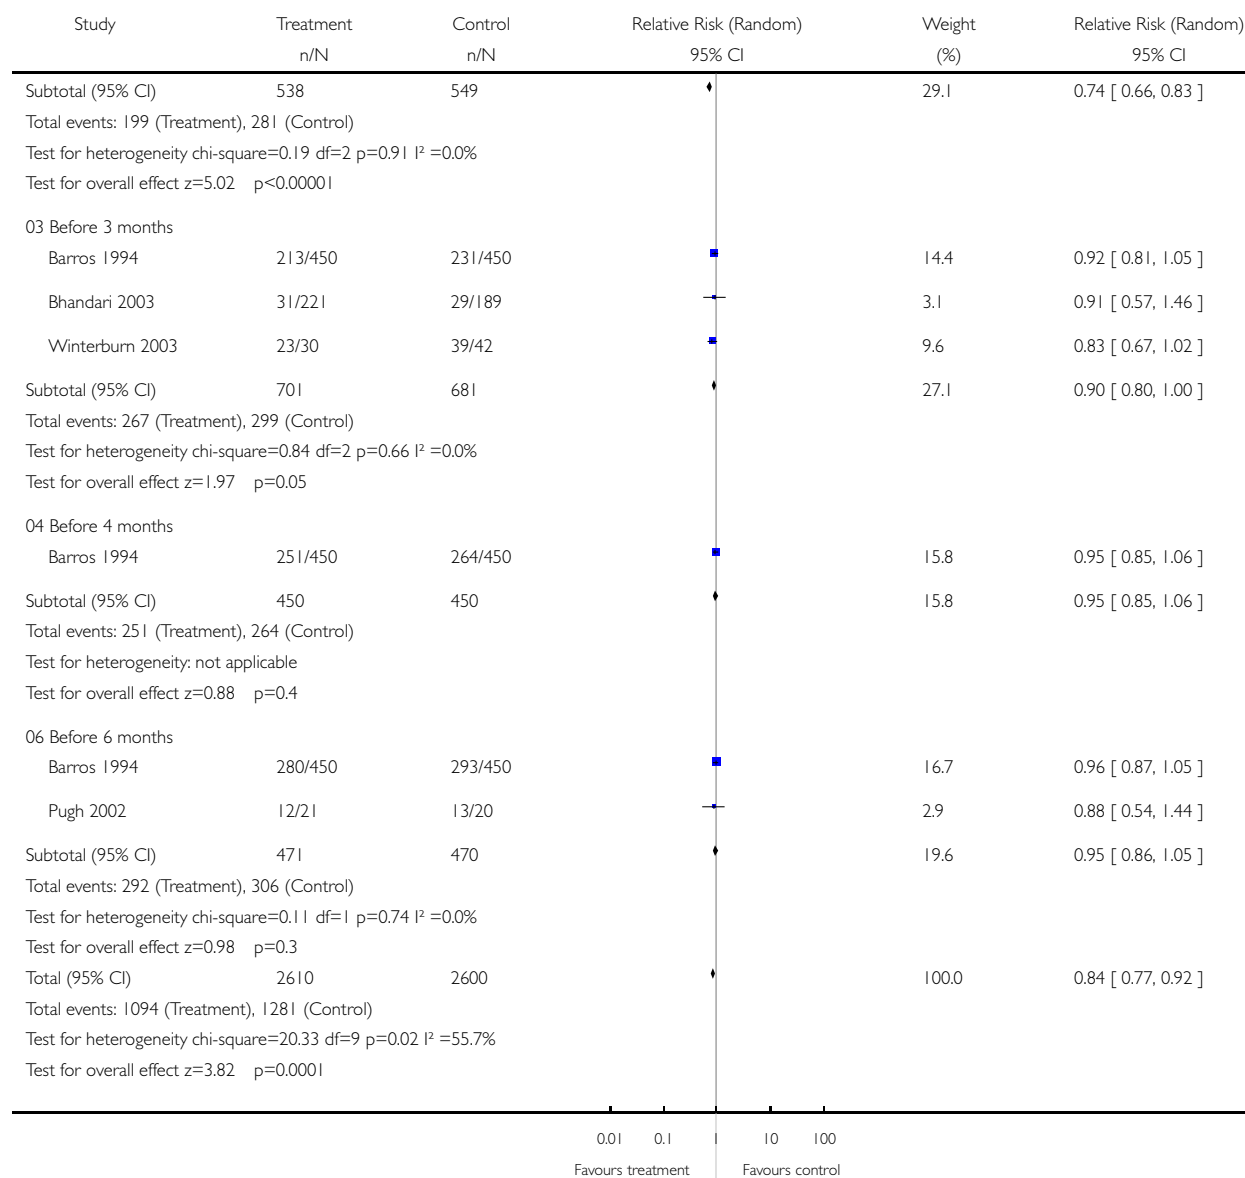 Study Treatment Control Relative Risk (Random) Weight Relative Risk (Random)
n/N n/N 95% CI (%) 95% CI
Subtotal (95% CI) 538 549 29.1 0.74 [ 0.66, 0.83 ]
Total events: 199 (Treatment), 281 (Control)
Test for heterogeneity chi-square=0.19 df=2 p=0.91 I² =0.0%
Test for overall effect z=5.02 p<0.00001
03 Before 3 months
Barros 1994 213/450 231/450 14.4 0.92 [ 0.81, 1.05 ]
Bhandari 2003 31/221 29/189 3.1 0.91 [ 0.57, 1.46 ]
Winterburn 2003 23/30 39/42 9.6 0.83 [ 0.67, 1.02 ]
Subtotal (95% CI) 701 681 27.1 0.90 [ 0.80, 1.00 ]
Total events: 267 (Treatment), 299 (Control)
Test for heterogeneity chi-square=0.84 df=2 p=0.66 I² =0.0%
Test for overall effect z=1.97 p=0.05
04 Before 4 months
Barros 1994 251/450 264/450 15.8 0.95 [ 0.85, 1.06 ]
Subtotal (95% CI) 450 450 15.8 0.95 [ 0.85, 1.06 ]
Total events: 251 (Treatment), 264 (Control)
Test for heterogeneity: not applicable
Test for overall effect z=0.88 p=0.4
06 Before 6 months
Barros 1994 280/450 293/450 16.7 0.96 [ 0.87, 1.05 ]
Pugh 2002 12/21 13/20 2.9 0.88 [ 0.54, 1.44 ]
Subtotal (95% CI) 471 470 19.6 0.95 [ 0.86, 1.05 ]
Total events: 292 (Treatment), 306 (Control)
Test for heterogeneity chi-square=0.11 df=1 p=0.74 I² =0.0%
Test for overall effect z=0.98 p=0.3
Total (95% CI) 2610 2600 100.0 0.84 [ 0.77, 0.92 ]
Total events: 1094 (Treatment), 1281 (Control)
Test for heterogeneity chi-square=20.33 df=9 p=0.02 I² =55.7%
Test for overall effect z=3.82 p=0.0001
0.01 0.1 1 10 100
Favours treatment Favours control